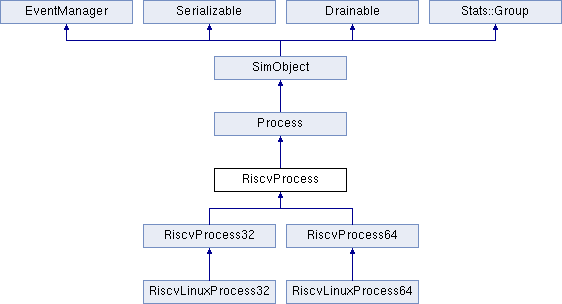 EventManager Serializable Drainable Stats::Group
SimObject
Process
RiscvProcess
RiscvProcess32 RiscvProcess64
RiscvLinuxProcess32 RiscvLinuxProcess64